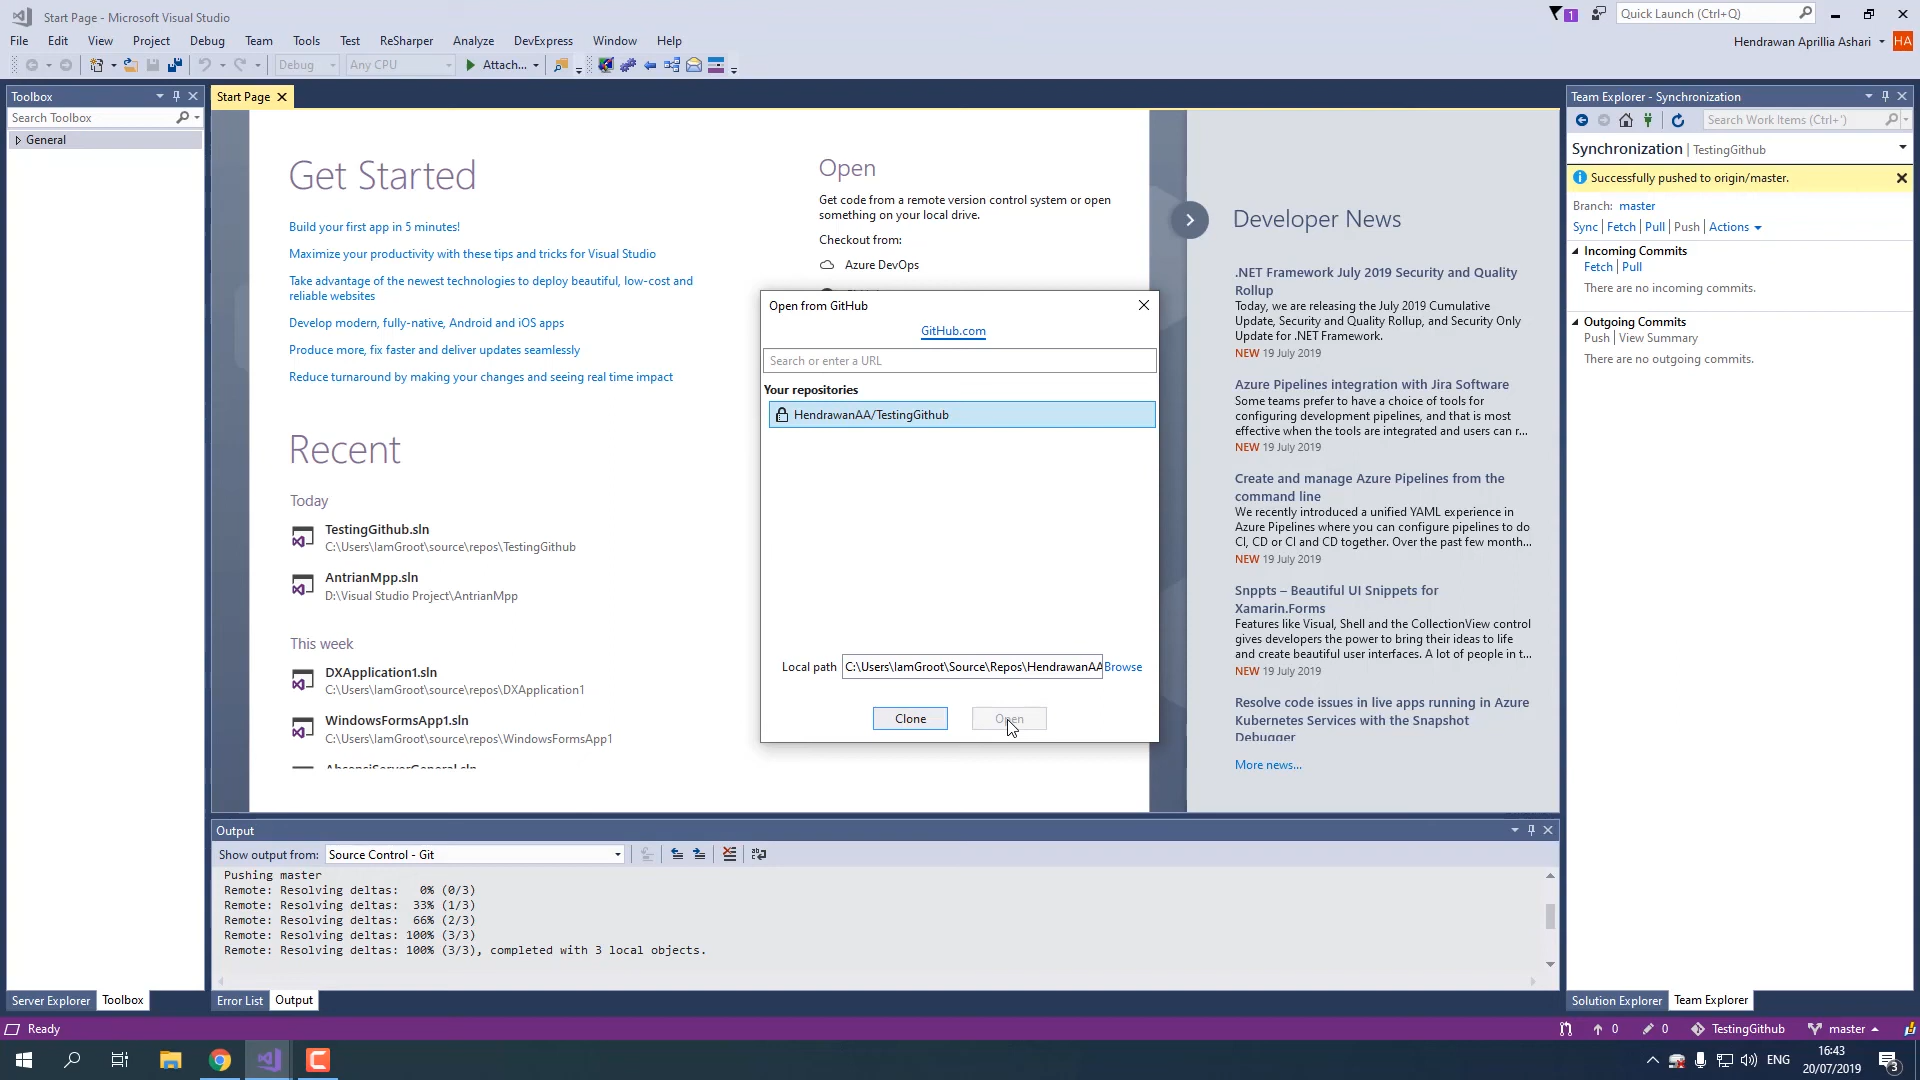 Start Page - Microsoft Visual Studio
1
Quick Launch (Ctrl+Q)
File Edit View Project Debug Team Tools Test ReSharper Analyze DevExpress Window Help
Hendrawan Aprillia Ashari
HA
Debug
Any CPU
Attach...
Toolbox
Search Toolbox
General
Start Page
Get Started
Build your first app in 5 minutes!
Maximize your productivity with these tips and tricks for Visual Studio
Take advantage of the newest technologies to deploy beautiful, low-cost and
reliable websites
Develop modern, fully-native, Android and iOS apps
Produce more, fix faster and deliver updates seamlessly
Reduce turnaround by making your changes and seeing real time impact
Recent
Today
TestingGithub.sln
C:\Users\IamGroot\source\repos\TestingGithub
AntrianMpp.sln
D:\Visual Studio Project\AntrianMpp
This week
DXApplication1.sln
C:\Users\IamGroot\source\repos\DXApplication1
WindowsFormsApp1.sln
C:\Users\IamGroot\source\repos\WindowsFormsApp1
Open
Get code from a remote version control system or open
something on your local drive.
Checkout from:
Azure DevOps
Open from GitHub
GitHub.com
Search or enter a URL
Your repositories
HendrawanAA/TestingGithub
Local path
C:\Users\IamGroot\Source\Repos\HendrawanAA
Browse
Clone
Open
Developer News
.NET Framework July 2019 Security and Quality
Rollup
Today, we are releasing the July 2019 Cumulative
Update, Security and Quality Rollup, and Security Only
Update for .NET Framework.
NEW 19 July 2019
Azure Pipelines integration with Jira Software
Some teams prefer to have a choice of tools for
configuring development pipelines, and that is most
effective when the tools are integrated and users can r...
NEW 19 July 2019
Create and manage Azure Pipelines from the
command line
We recently introduced a unified YAML experience in
Azure Pipelines where you can configure pipelines to do
CI, CD or CI and CD together. Over the past few month...
NEW 19 July 2019
Snppts – Beautiful UI Snippets for
Xamarin.Forms
Features like Visual, Shell and the CollectionView control
gives developers the power to bring their ideas to life
and create beautiful user interfaces. A lot of people in t...
NEW 19 July 2019
Resolve code issues in live apps running in Azure
Kubernetes Services with the Snapshot
Debugger
More news...
Team Explorer - Synchronization
Search Work Items (Ctrl+')
Synchronization | TestingGithub
Successfully pushed to origin/master.
Branch: master
Sync | Fetch | Pull | Push | Actions
Incoming Commits
Fetch | Pull
There are no incoming commits.
Outgoing Commits
Push | View Summary
There are no outgoing commits.
Output
Show output from: Source Control - Git
Pushing master
Remote: Resolving deltas: 0% (0/3)
Remote: Resolving deltas: 33% (1/3)
Remote: Resolving deltas: 66% (2/3)
Remote: Resolving deltas: 100% (3/3)
Remote: Resolving deltas: 100% (3/3), completed with 3 local objects.
Server Explorer Toolbox
Error List Output
Solution Explorer Team Explorer
Ready
0 0 TestingGithub master
ENG
16:43
20/07/2019
3